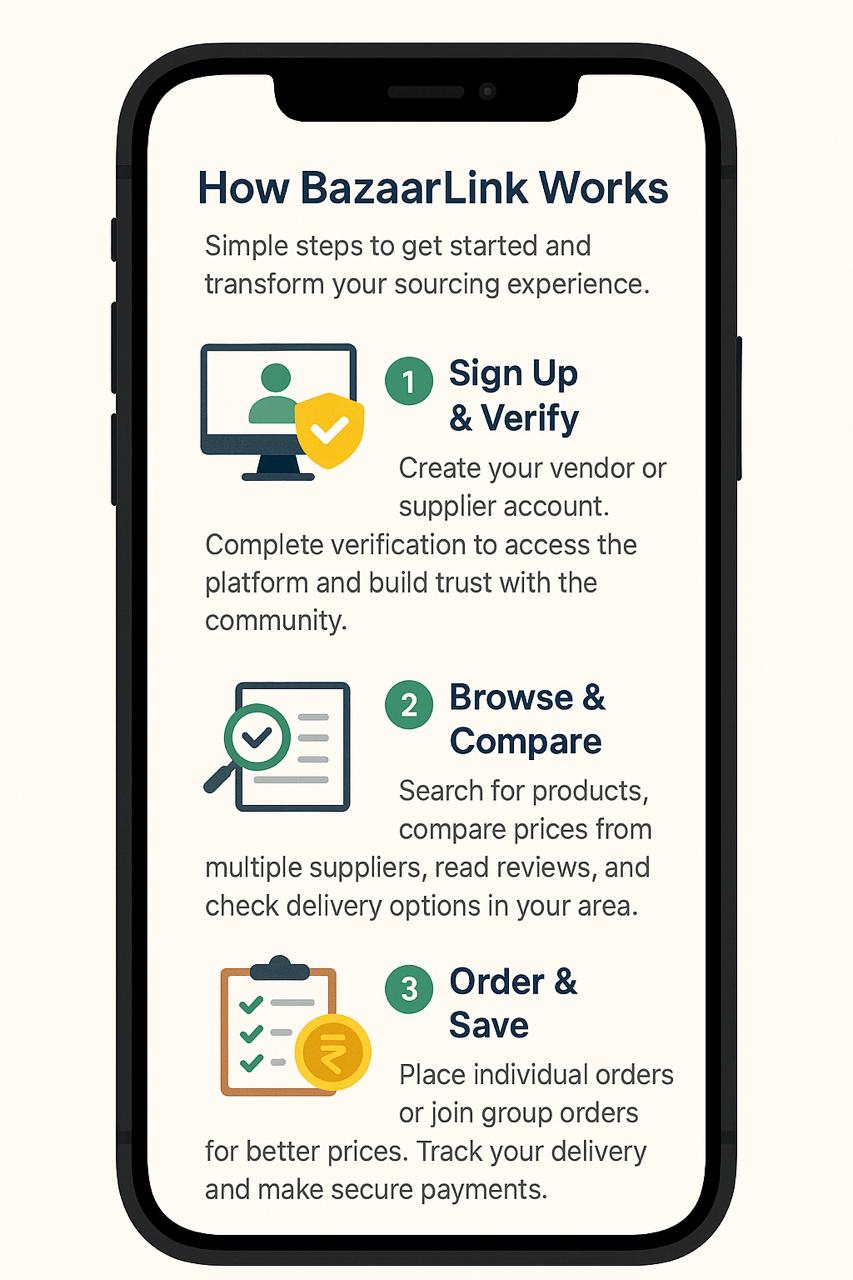 How BazaarLink Works
Simple steps to get started and
transform your sourcing experience.
1
Sign Up
& Verify
Create your vendor or
supplier account.
Complete verification to access the
platform and build trust with the
community.
2
Browse &
Compare
Search for products,
compare prices from
multiple suppliers, read reviews, and
check delivery options in your area.
3
Order &
Save
₹
Place individual orders
or join group orders
for better prices. Track your delivery
and make secure payments.